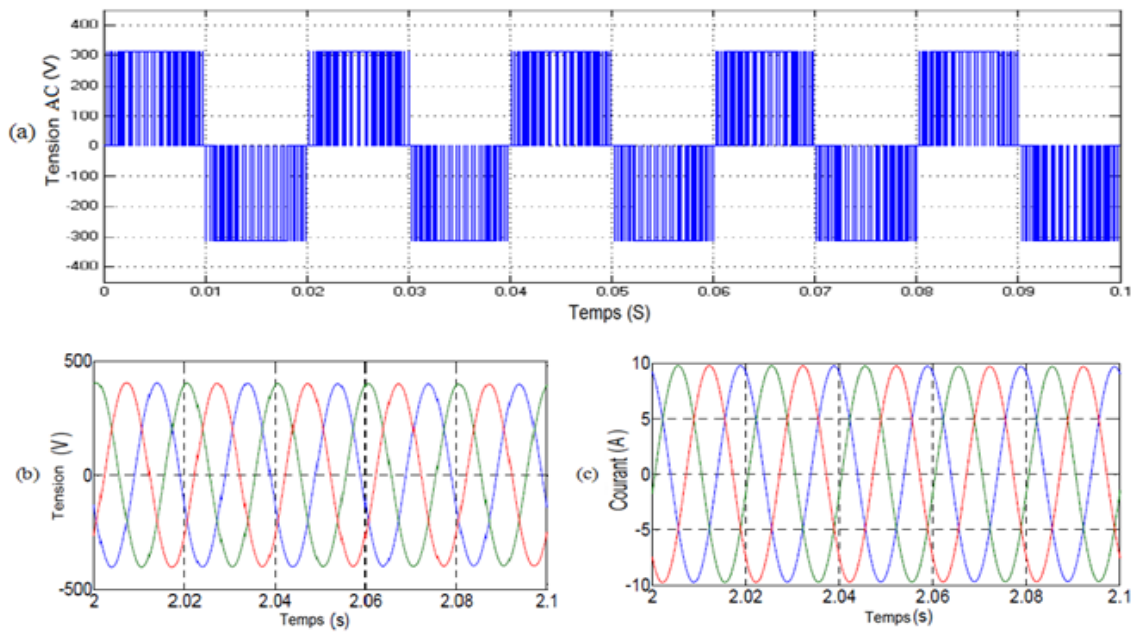 400
300
200
100
0
-100
-200
-300
-400
Tension AC (V)
(a)
0 0.01 0.02 0.03 0.04 0.05 0.06 0.07 0.08 0.09 0.1
Temps (S)
500
0
-500
Tension (V)
(b)
2 2.02 2.04 2.06 2.08 2.1
Temps (s)
10
5
0
-5
-10
Courant (A)
(c)
2 2.02 2.04 2.06 2.08 2.1
Temps (s)